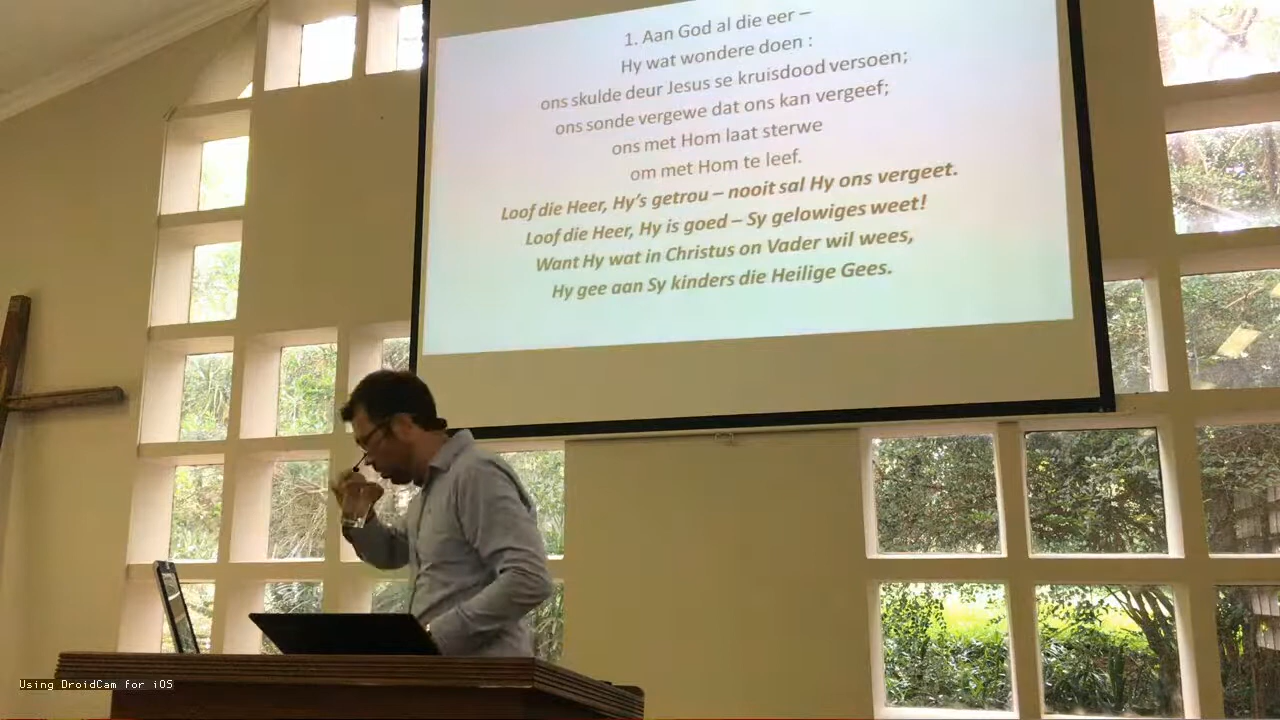 1. Aan God al die eer –
Hy wat wondere doen :
ons skulde deur Jesus se kruisdood versoen;
ons sonde vergewe dat ons kan vergeef;
ons met Hom laat sterwe
om met Hom te leef.
Loof die Heer, Hy’s getrou – nooit sal Hy ons vergeet.
Loof die Heer, Hy is goed – Sy gelowiges weet!
Want Hy wat in Christus on Vader wil wees,
Hy gee aan Sy kinders die Heilige Gees.
Using DroidCam for iOS